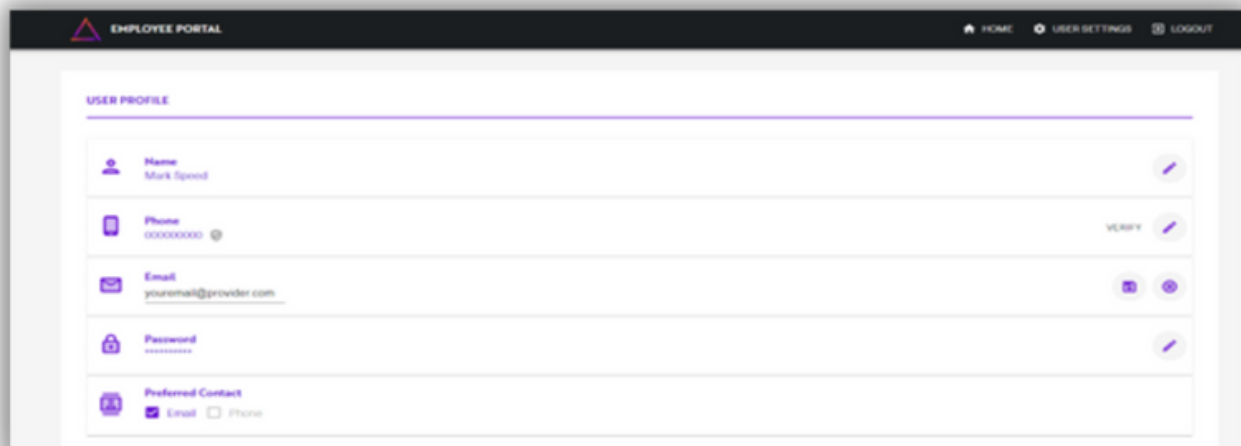 EMPLOYEE PORTAL HOME USER SETTINGS LOGOUT
USER PROFILE
Name
Mark Speed
Phone
000000000
VERIFY
Email
youremail@provider.com
Password
**********
Preferred Contact
Email Phone